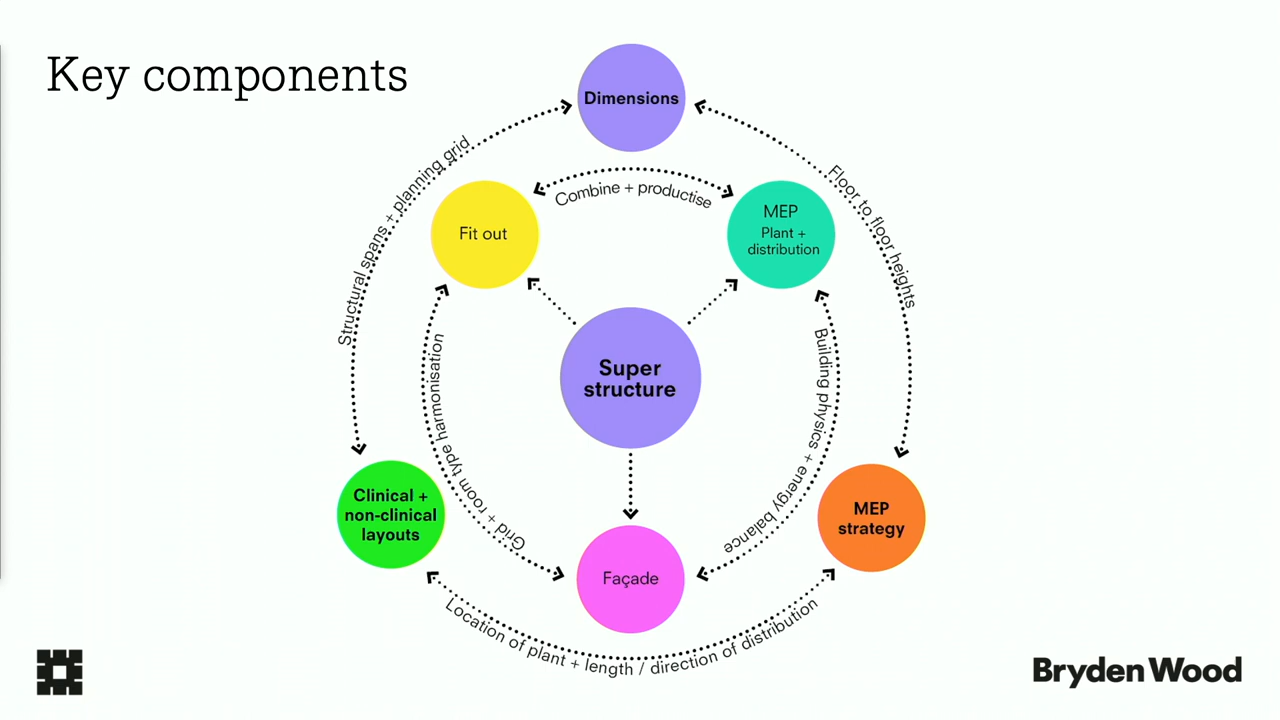 Key components
Dimensions
Structural spans + planning grid
Floor to floor heights
Combine + productise
Fit out
MEP
Plant +
distribution
Super
structure
Grid + room type harmonisation
Building physics + energy balance
Clinical +
non-clinical
layouts
MEP
strategy
Façade
Location of plant + length / direction of distribution
Bryden Wood